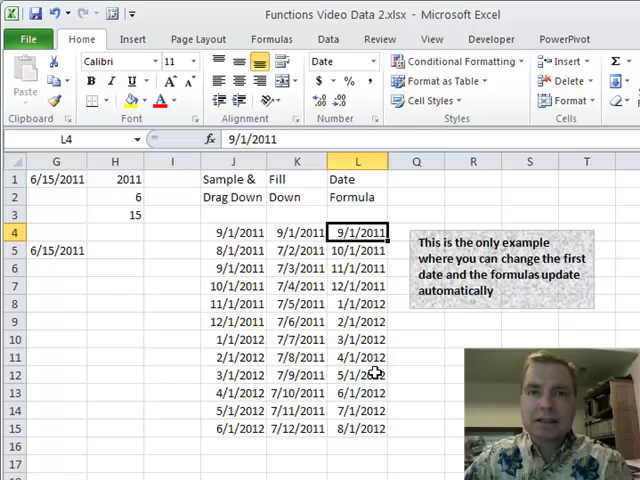 Functions Video Data 2.xlsx - Microsoft Excel
File Home Insert Page Layout Formulas Data Review View Developer PowerPivot
Paste Calibri 11 Date Conditional Formatting Insert
Format as Table Delete
Cell Styles Format
Clipboard Font Alignment Number Styles Cells
L4 fx 9/1/2011
G H I J K L Q R S T
1 6/15/2011 2011 Sample & Fill Date
2 6 Drag Down Down Formula
3 15
4 9/1/2011 9/1/2011 9/1/2011
5 6/15/2011 8/1/2011 7/2/2011 10/1/2011
6 9/1/2011 7/3/2011 11/1/2011
7 10/1/2011 7/4/2011 12/1/2011
8 11/1/2011 7/5/2011 1/1/2012
9 12/1/2011 7/6/2011 2/1/2012
10 1/1/2012 7/7/2011 3/1/2012
11 2/1/2012 7/8/2011 4/1/2012
12 3/1/2012 7/9/2011 5/1/2012
13 4/1/2012 7/10/2011 6/1/2012
14 5/1/2012 7/11/2011 7/1/2012
15 6/1/2012 7/12/2011 8/1/2012
16
17
18
This is the only example
where you can change the first
date and the formulas update
automatically